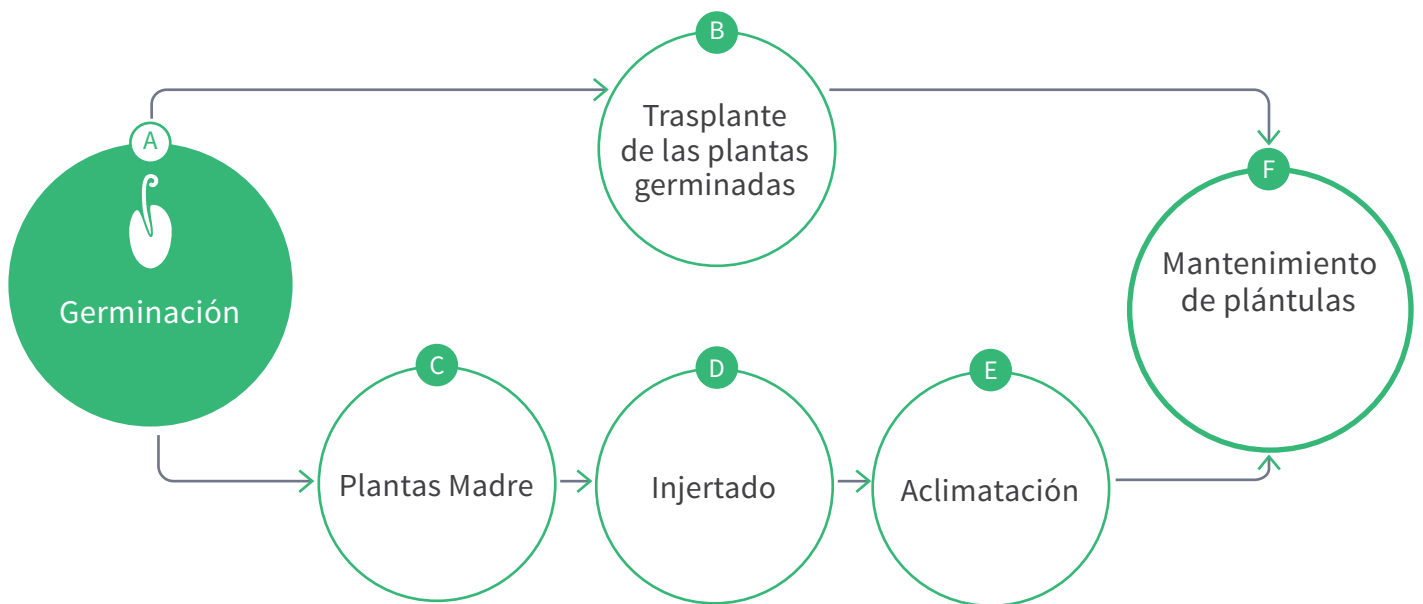 A
Germinación
B
Trasplante
de las plantas
germinadas
C
Plantas Madre
D
Injertado
E
Aclimatación
F
Mantenimiento
de plántulas